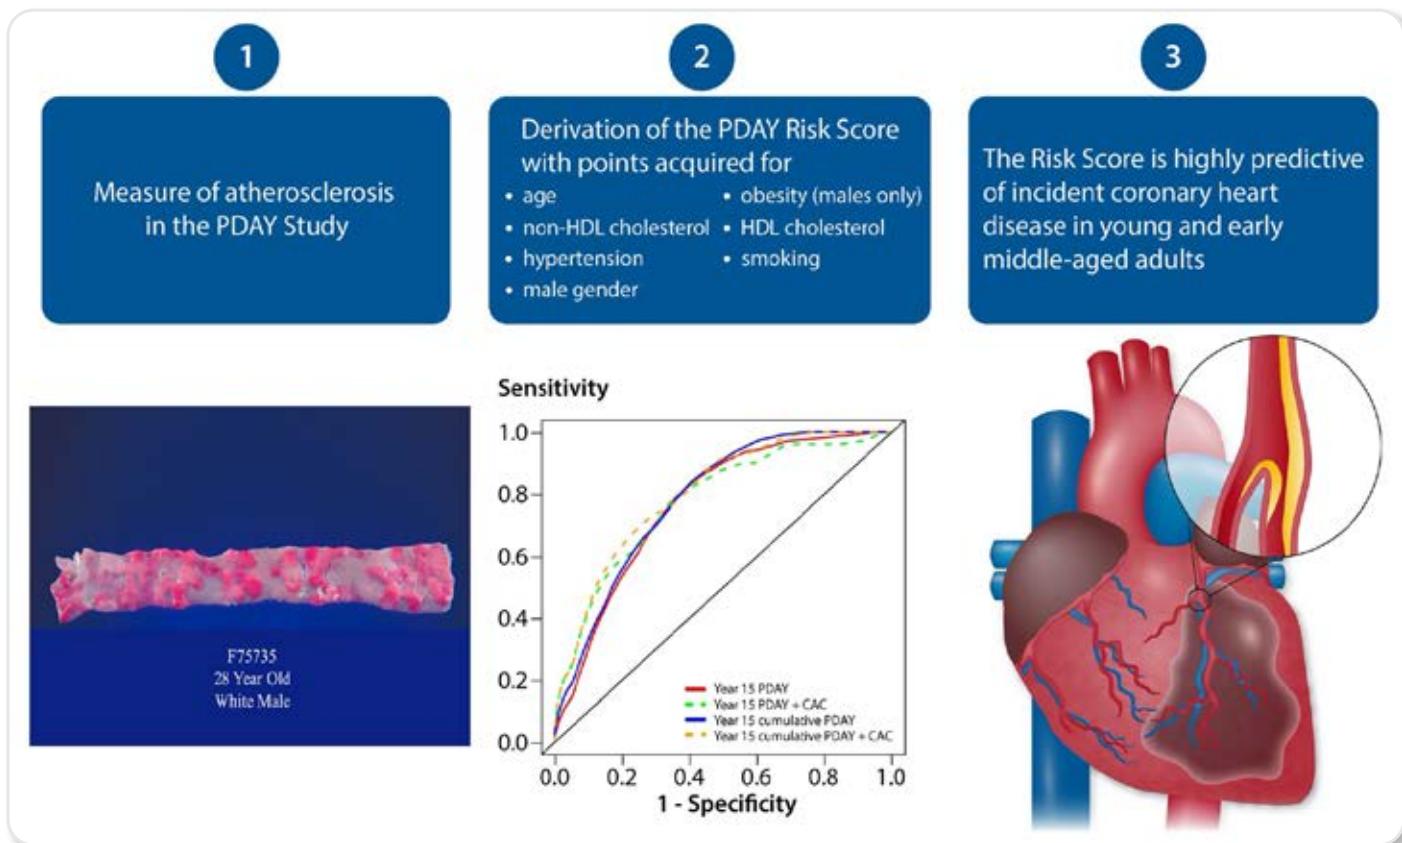 1
Measure of atherosclerosis
in the PDAY Study
F75735
28 Year Old
White Male
2
Derivation of the PDAY Risk Score
with points acquired for
• age
• non-HDL cholesterol
• hypertension
• male gender
• obesity (males only)
• HDL cholesterol
• smoking
Sensitivity
1.0
0.8
0.6
0.4
0.2
0.0
0.0 0.2 0.4 0.6 0.8 1.0
1 - Specificity
Year 15 PDAY
Year 15 PDAY + CAC
Year 15 cumulative PDAY
Year 15 cumulative PDAY + CAC
3
The Risk Score is highly predictive
of incident coronary heart
disease in young and early
middle-aged adults